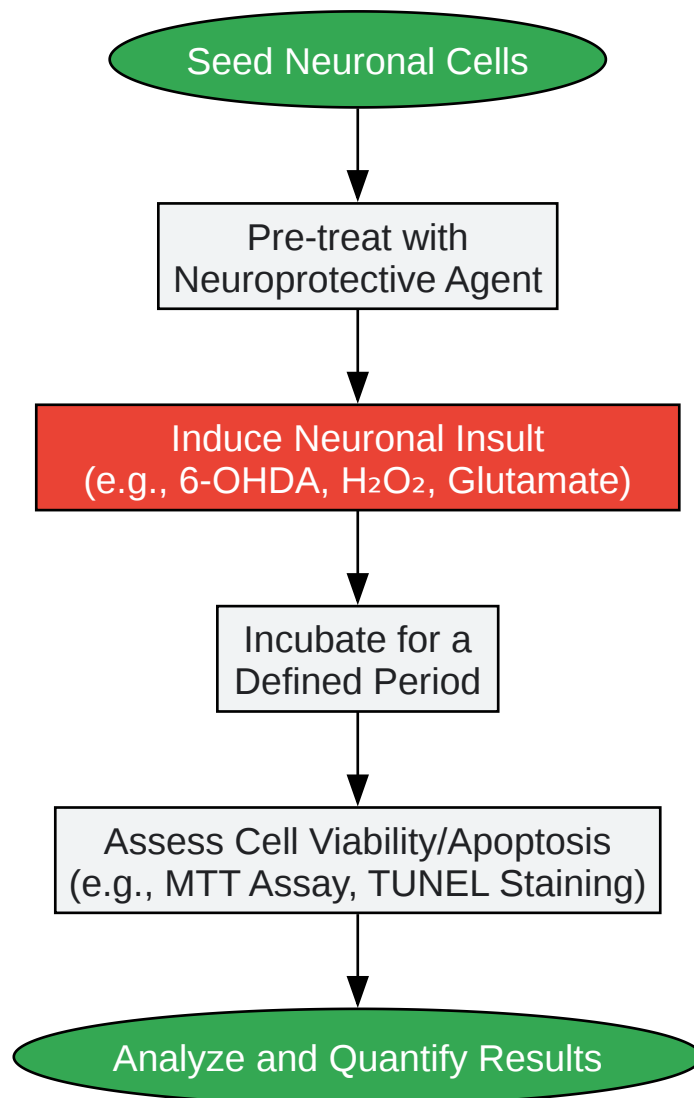 Seed Neuronal Cells
Pre-treat with
Neuroprotective Agent
Induce Neuronal Insult
(e.g., 6-OHDA, H₂O₂, Glutamate)
Incubate for a
Defined Period
Assess Cell Viability/Apoptosis
(e.g., MTT Assay, TUNEL Staining)
Analyze and Quantify Results